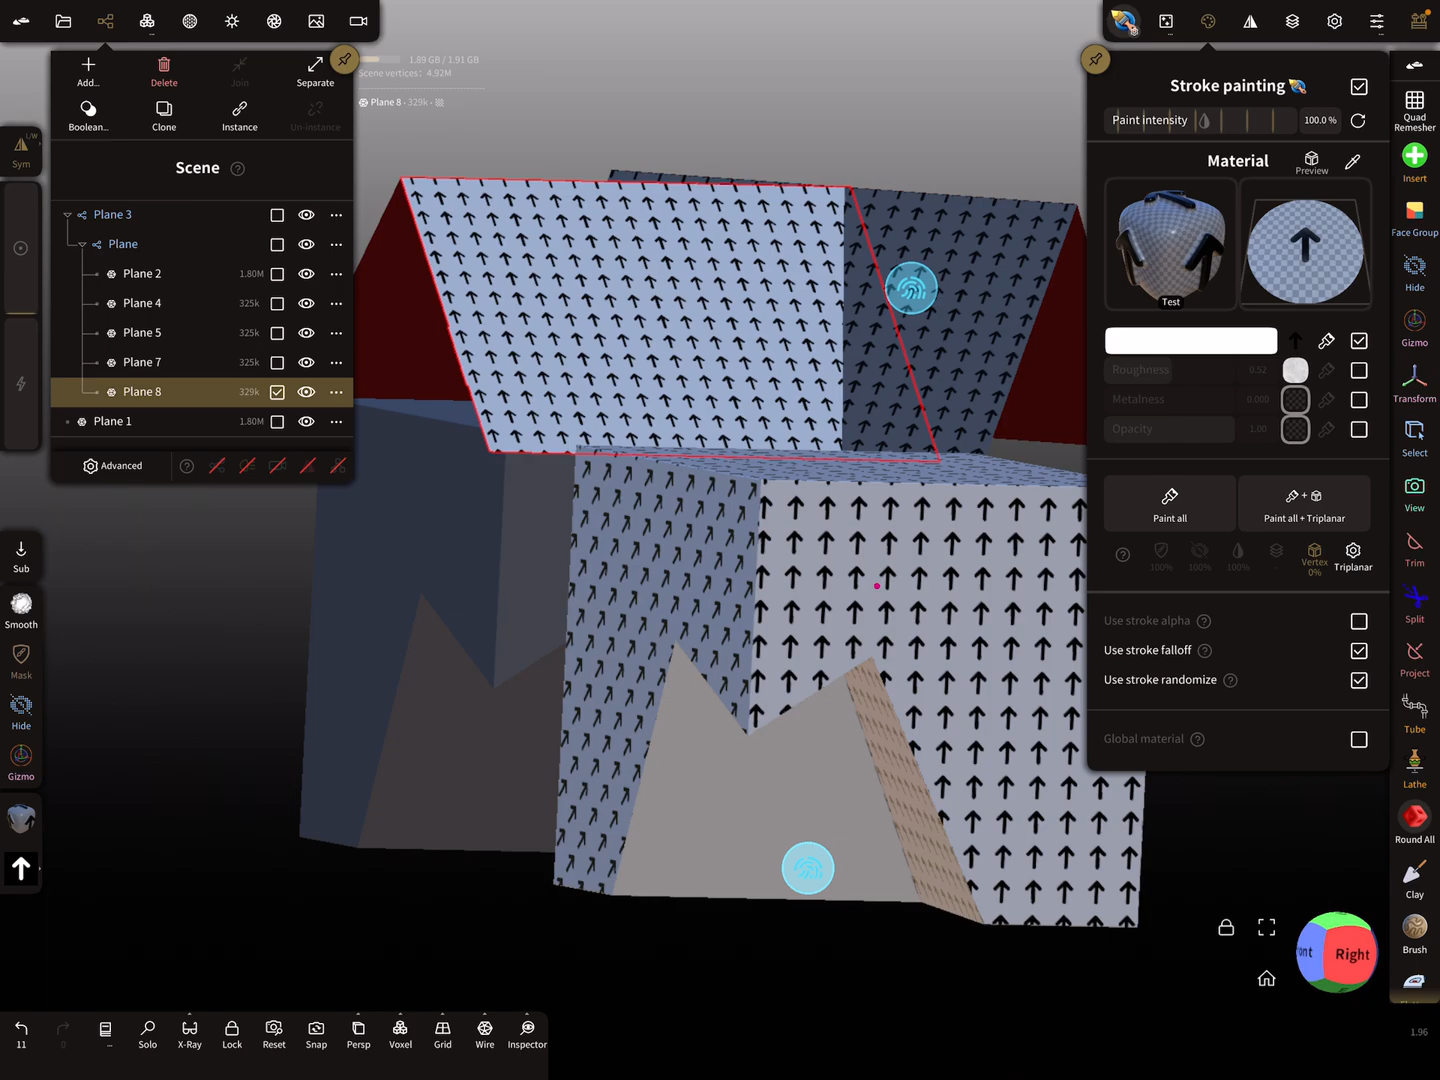 1.89 GB / 1.91 GB
Scene vertices: 4.92M
Plane 8 · 329k ·
Add...
Delete
Join
Separate
Boolean...
Clone
Instance
Un-instance
Scene
Plane 3
Plane
Plane 2 1.80M
Plane 4 325k
Plane 5 325k
Plane 7 325k
Plane 8 329k
Plane 1 1.80M
Advanced
L/W
Sym
Sub
Smooth
Mask
Hide
Gizmo
Stroke painting
Paint intensity 100.0 %
Material
Preview
Test
Roughness 0.52
Metalness 0.000
Opacity 1.00
Paint all
Paint all + Triplanar
100%
100%
100%
Vertex
0%
Triplanar
Use stroke alpha
Use stroke falloff
Use stroke randomize
Global material
Quad
Remesher
Insert
Face Group
Hide
Gizmo
Transform
Select
View
Trim
Split
Project
Tube
Lathe
Round All
Clay
Brush
ont
Right
11
0
...
Solo
X-Ray
Lock
Reset
Snap
Persp
Voxel
Grid
Wire
Inspector
1.96